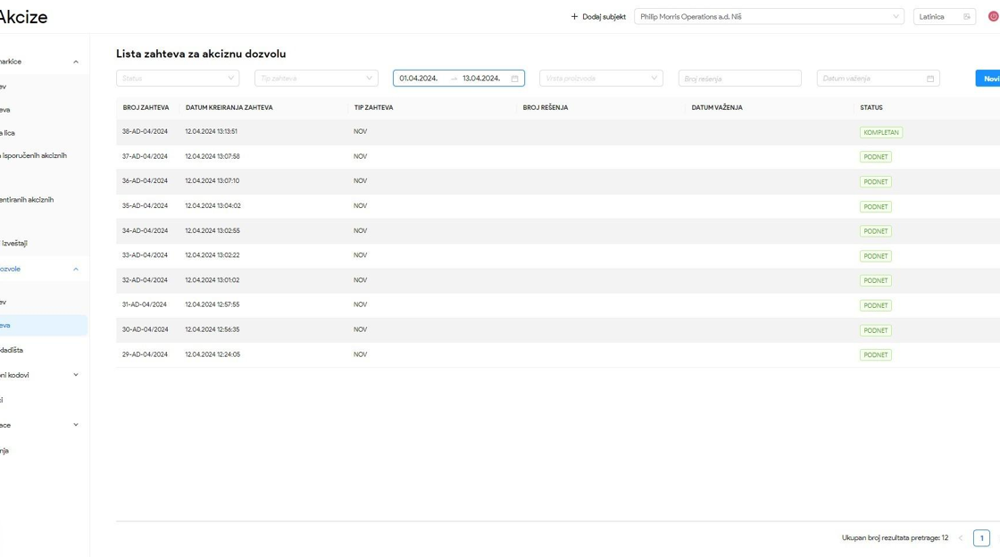 Akcize
Dodaj subjekt
Philip Morris Operations a.d. Niš
Latinica
Lista zahteva za akciznu dozvolu
Status
Tip zahteva
01.04.2024.
13.04.2024.
Vrsta proizvoda
Broj rešenja
Datum važenja
Novi
BROJ ZAHTEVA DATUM KREIRANJA ZAHTEVA TIP ZAHTEVA BROJ REŠENJA DATUM VAŽENJA STATUS
38-AD-04/2024 12.04.2024 13:13:51 NOV KOMPLETAN
37-AD-04/2024 12.04.2024 13:07:58 NOV PODNET
36-AD-04/2024 12.04.2024 13:07:10 NOV PODNET
35-AD-04/2024 12.04.2024 13:04:02 NOV PODNET
34-AD-04/2024 12.04.2024 13:02:55 NOV PODNET
33-AD-04/2024 12.04.2024 13:02:22 NOV PODNET
32-AD-04/2024 12.04.2024 13:01:02 NOV PODNET
31-AD-04/2024 12.04.2024 12:57:55 NOV PODNET
30-AD-04/2024 12.04.2024 12:56:35 NOV PODNET
29-AD-04/2024 12.04.2024 12:24:05 NOV PODNET
Ukupan broj rezultata pretrage: 12
1
narkice
ev
eva
a lica
isporučenih akciznih
entiranih akciznih
izveštaji
ozvole
ev
eva
kladišta
ni kodovi
ci
ace
nja